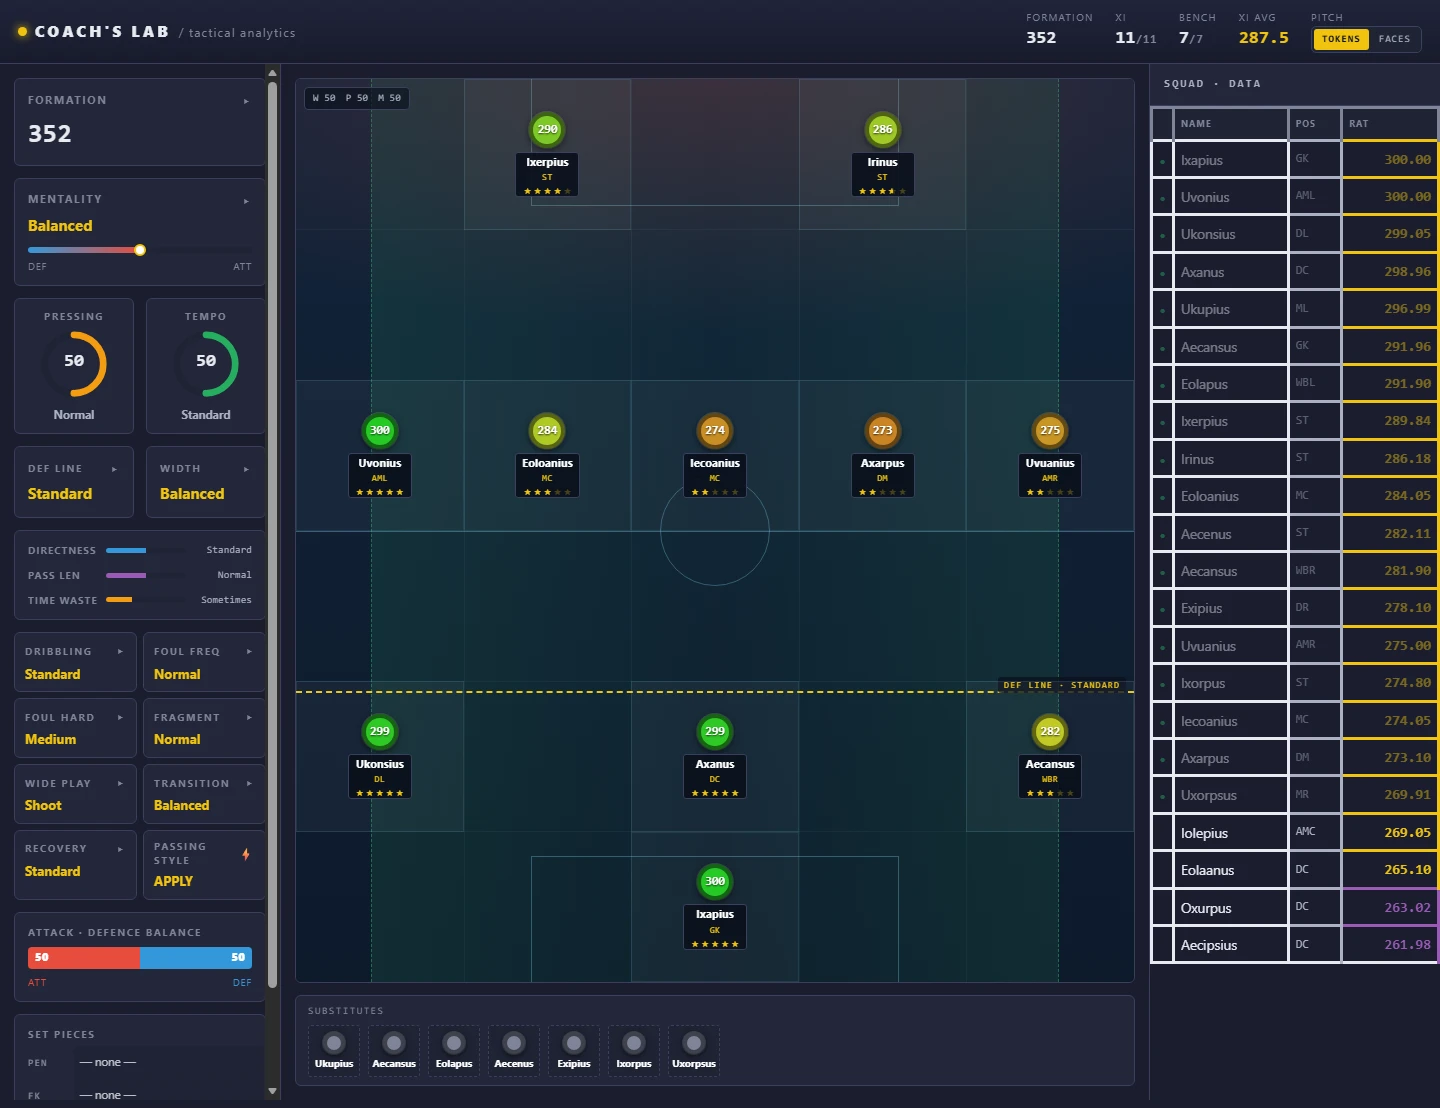 COACH'S LAB / tactical analytics
FORMATION
352
XI
11/11
BENCH
7/7
XI AVG
287.5
PITCH
TOKENS FACES
FORMATION
352
MENTALITY
Balanced
DEF ATT
PRESSING
50
Normal
TEMPO
50
Standard
DEF LINE
Standard
WIDTH
Balanced
DIRECTNESS Standard
PASS LEN Normal
TIME WASTE Sometimes
DRIBBLING
Standard
FOUL FREQ
Normal
FOUL HARD
Medium
FRAGMENT
Normal
WIDE PLAY
Shoot
TRANSITION
Balanced
RECOVERY
Standard
PASSING
STYLE
APPLY
ATTACK · DEFENCE BALANCE
50 50
ATT DEF
SET PIECES
PEN — none —
FK — none —
W 50 P 50 M 50
290
Ixerpius
ST
286
Irinus
ST
300
Uvonius
AML
284
Eoloanius
MC
274
Iecoanius
MC
273
Axarpus
DM
275
Uvuanius
AMR
DEF LINE · STANDARD
299
Ukonsius
DL
299
Axanus
DC
282
Aecansus
WBR
300
Ixapius
GK
SUBSTITUTES
Ukupius
Aecansus
Eolapus
Aecenus
Exipius
Ixorpus
Uxorpsus
SQUAD · DATA
NAME POS RAT
Ixapius GK 300.00
Uvonius AML 300.00
Ukonsius DL 299.05
Axanus DC 298.96
Ukupius ML 296.99
Aecansus GK 291.96
Eolapus WBL 291.90
Ixerpius ST 289.84
Irinus ST 286.18
Eoloanius MC 284.05
Aecenus ST 282.11
Aecansus WBR 281.90
Exipius DR 278.10
Uvuanius AMR 275.00
Ixorpus ST 274.80
Iecoanius MC 274.05
Axarpus DM 273.10
Uxorpsus MR 269.91
Iolepius AMC 269.05
Eolaanus DC 265.10
Oxurpus DC 263.02
Aecipsius DC 261.98